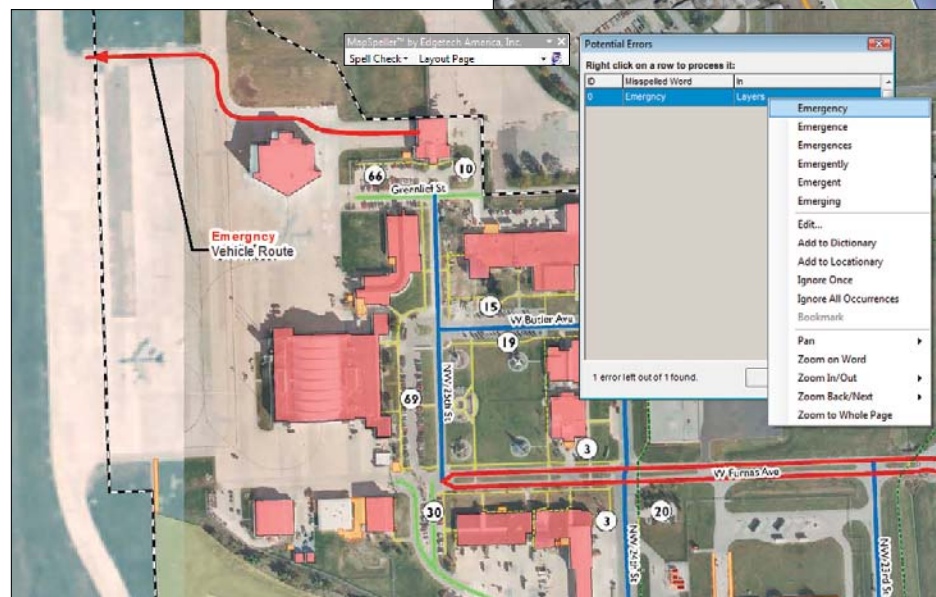 MapSpeller™ by Edgetech America, Inc.
Spell Check Layout Page
Potential Errors
Right click on a row to process it:
ID Misspelled Word In
0 Emergncy Layers
Emergency
Emergence
Emergences
Emergently
Emergent
Emerging
Edit...
Add to Dictionary
Add to Locationary
Ignore Once
Ignore All Occurrences
Bookmark
Pan
Zoom on Word
Zoom In/Out
Zoom Back/Next
Zoom to Whole Page
1 error left out of 1 found.
66
10
Greenlief St
Emergncy
Vehicle Route
15
W Butler Ave
19
NW 25th St
69
3
W Furnas Ave
30
3
20
NW 24th St
NW 23rd St